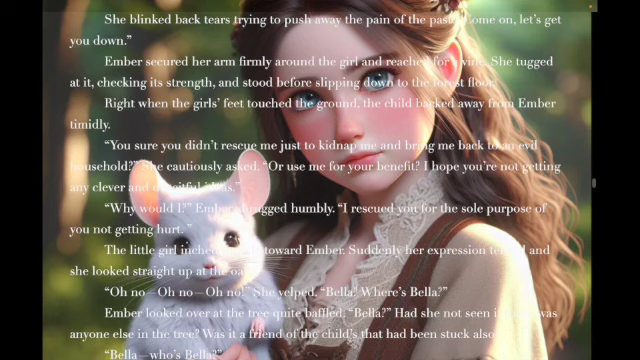 She blinked back tears trying to push away the pain of the past. "Come on, let's get
you down."
Ember secured her arm firmly around the girl and reached for a vine. She tugged
at it, checking its strength, and stood before slipping down to the forest floor.
Right when the girls' feet touched the ground, the child backed away from Ember
timidly.
"You sure you didn't rescue me just to kidnap me and bring me back to an evil
household?" She cautiously asked. "Or use me for your benefit? I hope you're not getting
any clever and deceitful ideas."
"Why would I?" Ember shrugged humbly. "I rescued you for the sole purpose of
you not getting hurt. "
The little girl inched toward Ember. Suddenly her expression and
she looked straight up at the
"Oh no—Oh no—Oh no!" She yelped. "Bella! Where's Bella?"
Ember looked over at the tree quite baffled. "Bella?" Had she not seen was
anyone else in the tree? Was it a friend of the child's that had been stuck also
"Bella—who's Bella?"